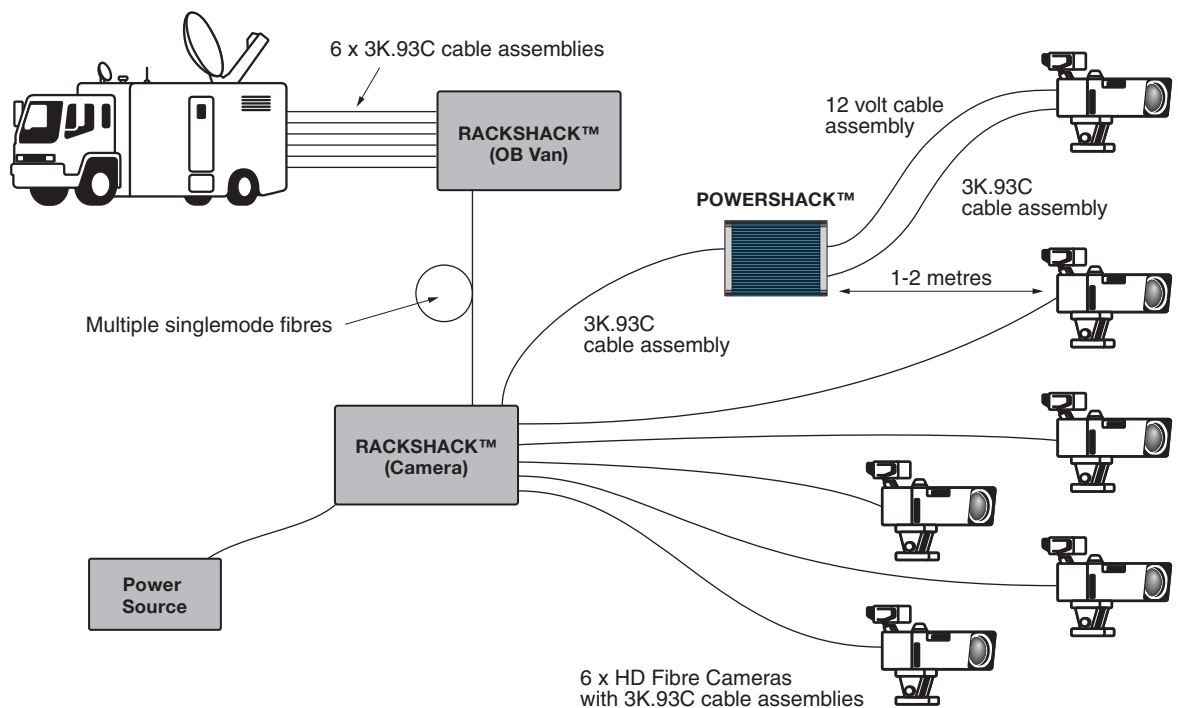 6 x 3K.93C cable assemblies
RACKSHACK™
(OB Van)
12 volt cable
assembly
POWERSHACK™
3K.93C
cable assembly
1-2 metres
Multiple singlemode fibres
3K.93C
cable assembly
RACKSHACK™
(Camera)
Power
Source
6 x HD Fibre Cameras
with 3K.93C cable assemblies